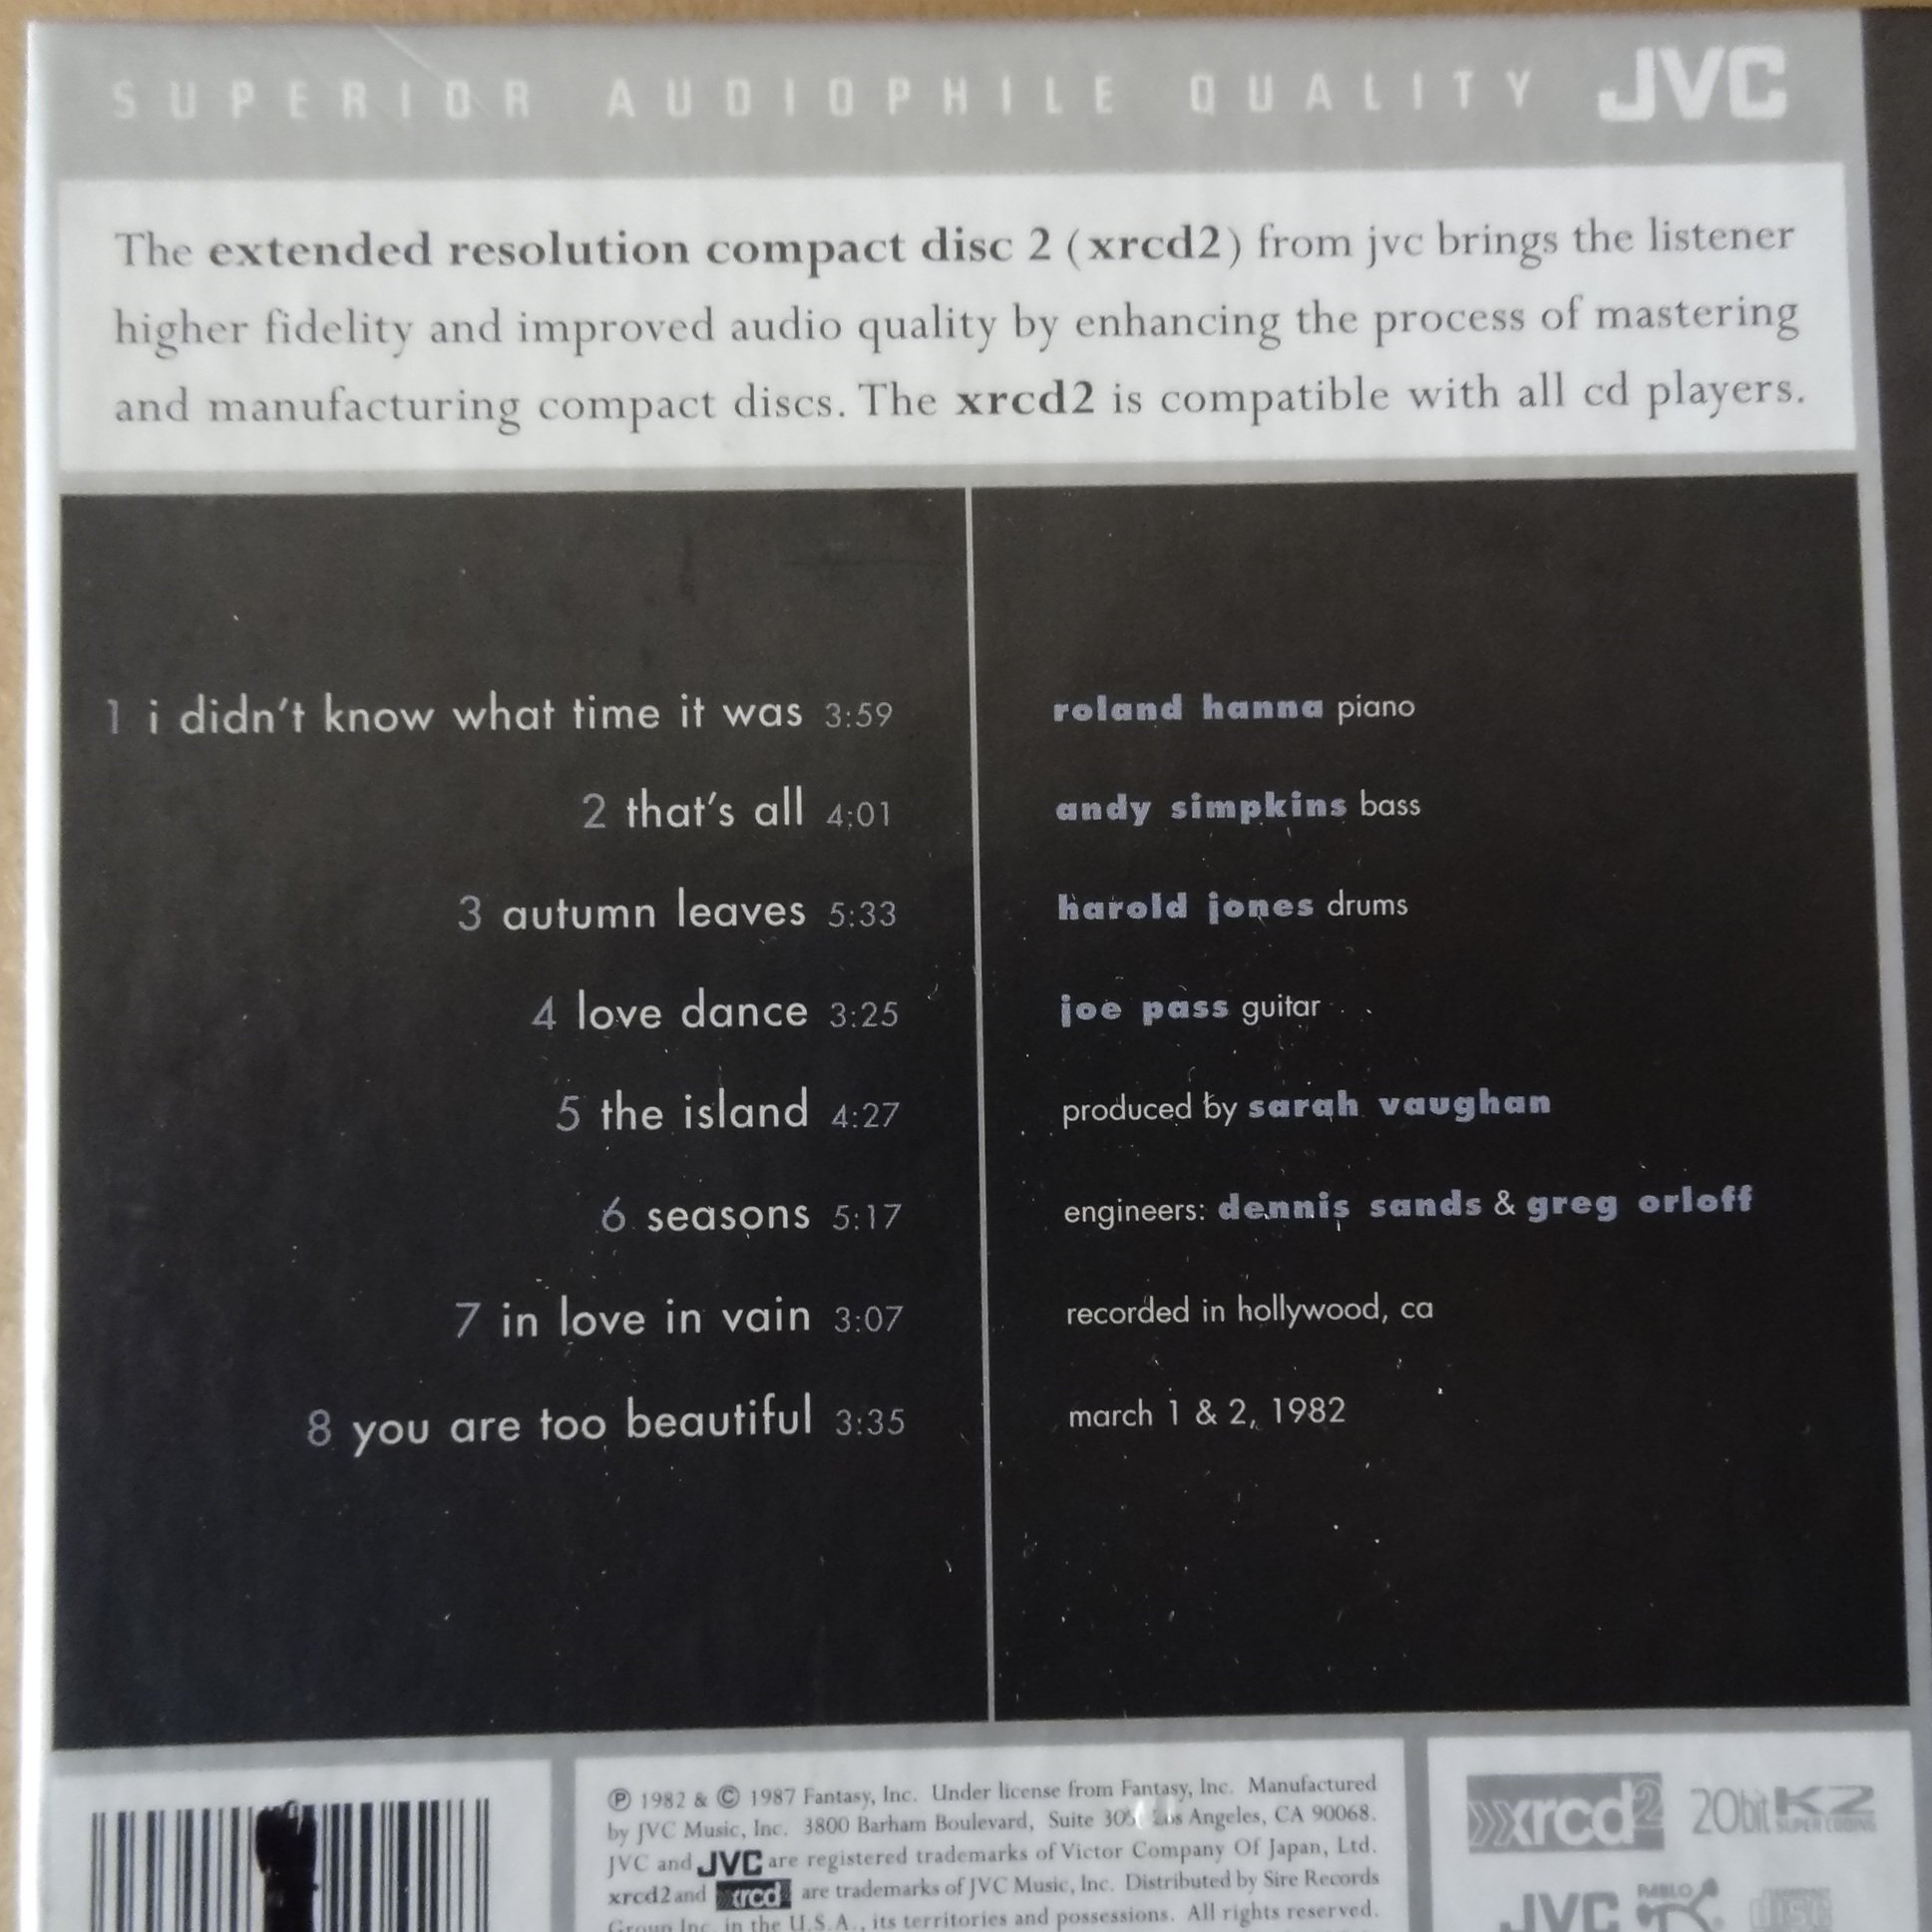 SUPERIOR AUDIOPHILE QUALITY JVC
The extended resolution compact disc 2 (xrcd2) from jvc brings the listener
higher fidelity and improved audio quality by enhancing the process of mastering
and manufacturing compact discs. The xrcd2 is compatible with all cd players.
1 i didn't know what time it was 3:59
2 that's all 4:01
3 autumn leaves 5:33
4 love dance 3:25
5 the island 4:27
6 seasons 5:17
7 in love in vain 3:07
8 you are too beautiful 3:35
roland hanna piano
andy simpkins bass
harold jones drums
joe pass guitar
produced by sarah vaughan
engineers: dennis sands & greg orloff
recorded in hollywood, ca
march 1 & 2, 1982
℗ 1982 & © 1987 Fantasy, Inc. Under license from Fantasy, Inc. Manufactured
by JVC Music, Inc. 3800 Barham Boulevard, Suite Los Angeles, CA 90068.
JVC and JVC are registered trademarks of Victor Company Of Japan, Ltd.
xrcd2 and xrcd are trademarks of JVC Music, Inc. Distributed by Sire Records
Group Inc. in the U.S.A., its territories and possessions. All rights reserved.
xrcd2 20bit K2
SUPER CODING
JVC PABLO disc